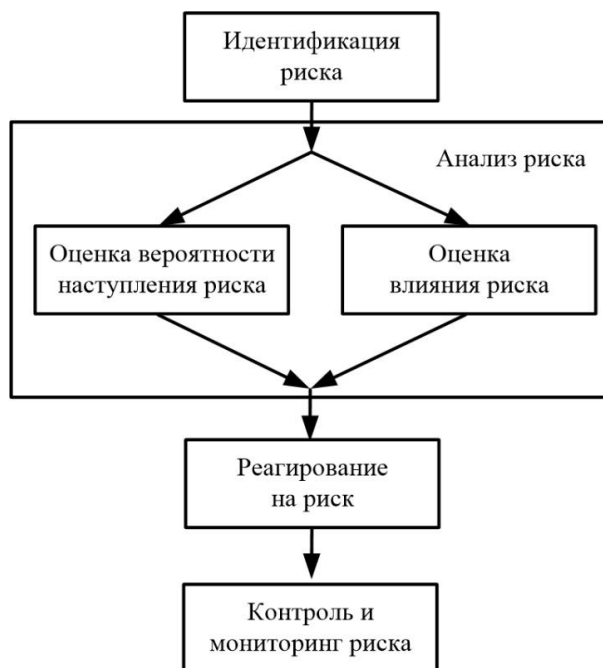 Идентификация
риска
Анализ риска
Оценка вероятности
наступления риска
Оценка
влияния риска
Реагирование
на риск
Контроль и
мониторинг риска